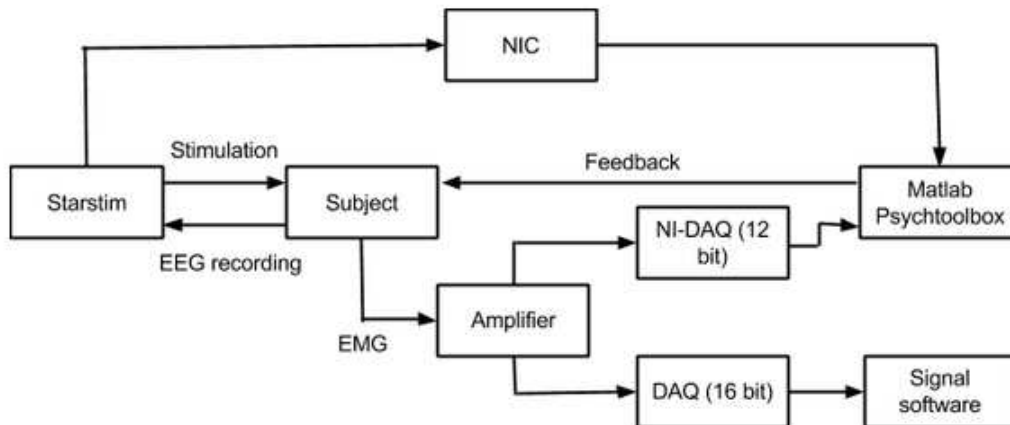 NIC
Stimulation
Feedback
Starstim
Subject
Matlab
Psychtoolbox
NI-DAQ (12
bit)
EEG recording
Amplifier
EMG
DAQ (16 bit)
Signal
software